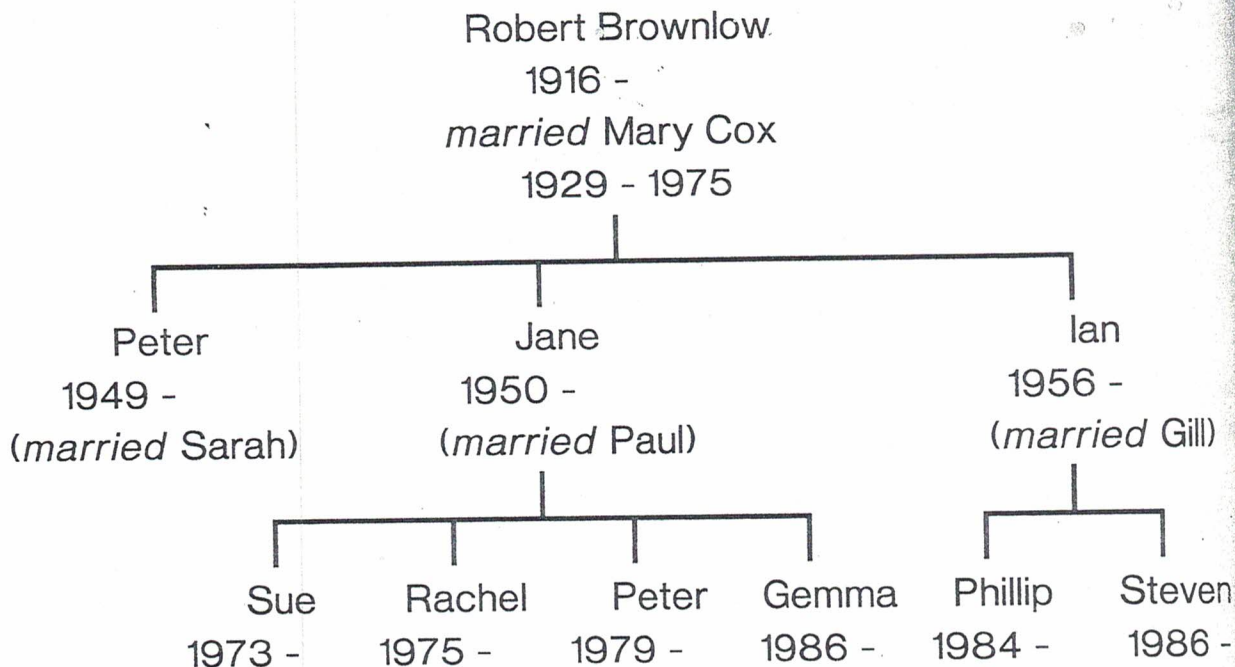 Robert Brownlow
1916 -
married Mary Cox
1929 - 1975
Peter
1949 -
(married Sarah)
Jane
1950 -
(married Paul)
Ian
1956 -
(married Gill)
Sue
1973 -
Rachel
1975 -
Peter
1979 -
Gemma
1986 -
Phillip
1984 -
Steven
1986 -